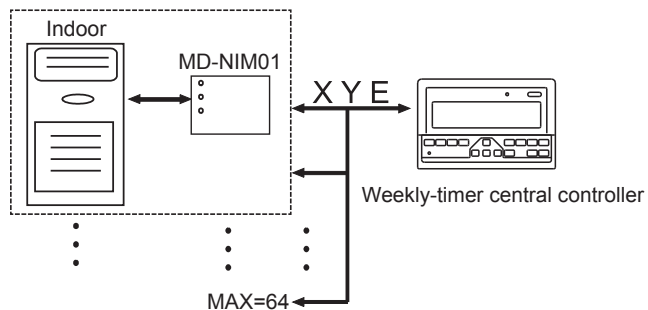 Indoor
MD-NIM01
X Y E
Weekly-timer central controller
MAX=64